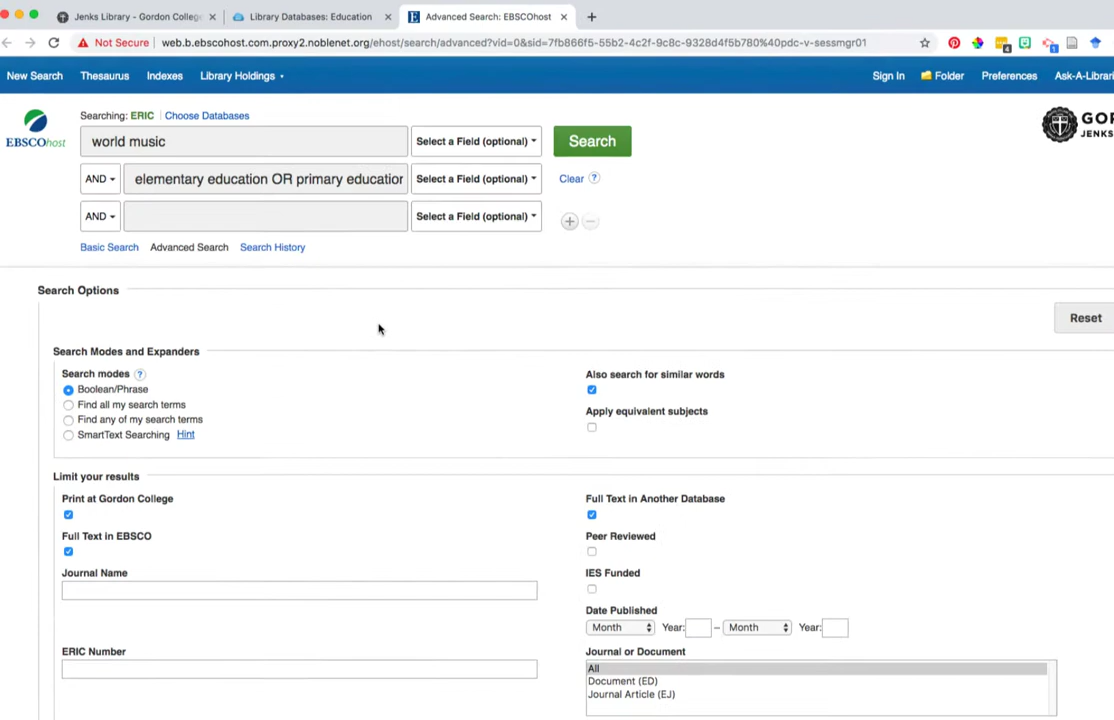 Jenks Library - Gordon College
Library Databases: Education
Advanced Search: EBSCOhost
Not Secure
web.b.ebscohost.com.proxy2.noblenet.org/ehost/search/advanced?vid=0&sid=7fb866f5-55b2-4c2f-9c8c-9328d4f5b780%40pdc-v-sessmgr01
New Search
Thesaurus
Indexes
Library Holdings
Sign In
Folder
Preferences
Ask-A-Librari
Searching: ERIC
Choose Databases
EBSCOhost
world music
Select a Field (optional)
Search
GOR
JENKS
AND
elementary education OR primary education
Select a Field (optional)
Clear ?
AND
Select a Field (optional)
Basic Search
Advanced Search
Search History
Search Options
Reset
Search Modes and Expanders
Search modes ?
Boolean/Phrase
Find all my search terms
Find any of my search terms
SmartText Searching Hint
Also search for similar words
Apply equivalent subjects
Limit your results
Print at Gordon College
Full Text in Another Database
Full Text in EBSCO
Peer Reviewed
Journal Name
IES Funded
Date Published
Month Year: – Month Year:
ERIC Number
Journal or Document
All
Document (ED)
Journal Article (EJ)